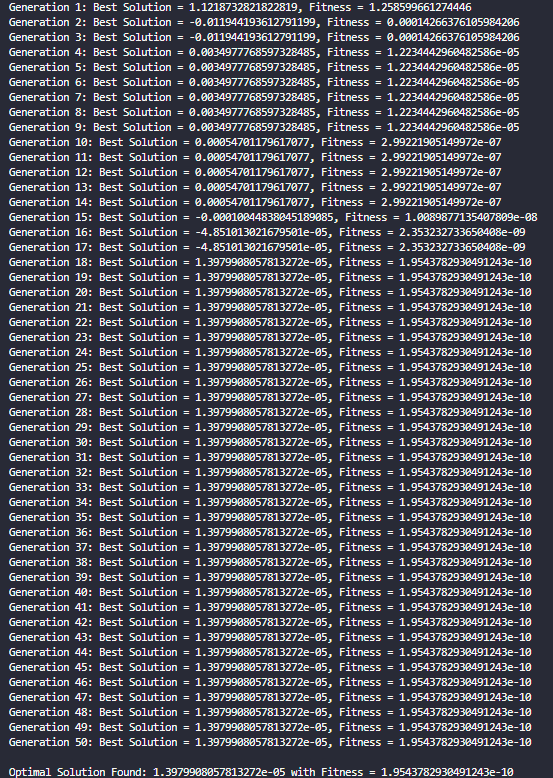 Generation 1: Best Solution = 1.1218732821822819, Fitness = 1.258599661274446
Generation 2: Best Solution = -0.011944193612791199, Fitness = 0.00014266376105984206
Generation 3: Best Solution = -0.011944193612791199, Fitness = 0.00014266376105984206
Generation 4: Best Solution = 0.0034977768597328485, Fitness = 1.2234442960482586e-05
Generation 5: Best Solution = 0.0034977768597328485, Fitness = 1.2234442960482586e-05
Generation 6: Best Solution = 0.0034977768597328485, Fitness = 1.2234442960482586e-05
Generation 7: Best Solution = 0.0034977768597328485, Fitness = 1.2234442960482586e-05
Generation 8: Best Solution = 0.0034977768597328485, Fitness = 1.2234442960482586e-05
Generation 9: Best Solution = 0.0034977768597328485, Fitness = 1.2234442960482586e-05
Generation 10: Best Solution = 0.00054701179617077, Fitness = 2.99221905149972e-07
Generation 11: Best Solution = 0.00054701179617077, Fitness = 2.99221905149972e-07
Generation 12: Best Solution = 0.00054701179617077, Fitness = 2.99221905149972e-07
Generation 13: Best Solution = 0.00054701179617077, Fitness = 2.99221905149972e-07
Generation 14: Best Solution = 0.00054701179617077, Fitness = 2.99221905149972e-07
Generation 15: Best Solution = -0.00010044838045189085, Fitness = 1.0089877135407809e-08
Generation 16: Best Solution = -4.851013021679501e-05, Fitness = 2.353232733650408e-09
Generation 17: Best Solution = -4.851013021679501e-05, Fitness = 2.353232733650408e-09
Generation 18: Best Solution = 1.3979908057813272e-05, Fitness = 1.9543782930491243e-10
Generation 19: Best Solution = 1.3979908057813272e-05, Fitness = 1.9543782930491243e-10
Generation 20: Best Solution = 1.3979908057813272e-05, Fitness = 1.9543782930491243e-10
Generation 21: Best Solution = 1.3979908057813272e-05, Fitness = 1.9543782930491243e-10
Generation 22: Best Solution = 1.3979908057813272e-05, Fitness = 1.9543782930491243e-10
Generation 23: Best Solution = 1.3979908057813272e-05, Fitness = 1.9543782930491243e-10
Generation 24: Best Solution = 1.3979908057813272e-05, Fitness = 1.9543782930491243e-10
Generation 25: Best Solution = 1.3979908057813272e-05, Fitness = 1.9543782930491243e-10
Generation 26: Best Solution = 1.3979908057813272e-05, Fitness = 1.9543782930491243e-10
Generation 27: Best Solution = 1.3979908057813272e-05, Fitness = 1.9543782930491243e-10
Generation 28: Best Solution = 1.3979908057813272e-05, Fitness = 1.9543782930491243e-10
Generation 29: Best Solution = 1.3979908057813272e-05, Fitness = 1.9543782930491243e-10
Generation 30: Best Solution = 1.3979908057813272e-05, Fitness = 1.9543782930491243e-10
Generation 31: Best Solution = 1.3979908057813272e-05, Fitness = 1.9543782930491243e-10
Generation 32: Best Solution = 1.3979908057813272e-05, Fitness = 1.9543782930491243e-10
Generation 33: Best Solution = 1.3979908057813272e-05, Fitness = 1.9543782930491243e-10
Generation 34: Best Solution = 1.3979908057813272e-05, Fitness = 1.9543782930491243e-10
Generation 35: Best Solution = 1.3979908057813272e-05, Fitness = 1.9543782930491243e-10
Generation 36: Best Solution = 1.3979908057813272e-05, Fitness = 1.9543782930491243e-10
Generation 37: Best Solution = 1.3979908057813272e-05, Fitness = 1.9543782930491243e-10
Generation 38: Best Solution = 1.3979908057813272e-05, Fitness = 1.9543782930491243e-10
Generation 39: Best Solution = 1.3979908057813272e-05, Fitness = 1.9543782930491243e-10
Generation 40: Best Solution = 1.3979908057813272e-05, Fitness = 1.9543782930491243e-10
Generation 41: Best Solution = 1.3979908057813272e-05, Fitness = 1.9543782930491243e-10
Generation 42: Best Solution = 1.3979908057813272e-05, Fitness = 1.9543782930491243e-10
Generation 43: Best Solution = 1.3979908057813272e-05, Fitness = 1.9543782930491243e-10
Generation 44: Best Solution = 1.3979908057813272e-05, Fitness = 1.9543782930491243e-10
Generation 45: Best Solution = 1.3979908057813272e-05, Fitness = 1.9543782930491243e-10
Generation 46: Best Solution = 1.3979908057813272e-05, Fitness = 1.9543782930491243e-10
Generation 47: Best Solution = 1.3979908057813272e-05, Fitness = 1.9543782930491243e-10
Generation 48: Best Solution = 1.3979908057813272e-05, Fitness = 1.9543782930491243e-10
Generation 49: Best Solution = 1.3979908057813272e-05, Fitness = 1.9543782930491243e-10
Generation 50: Best Solution = 1.3979908057813272e-05, Fitness = 1.9543782930491243e-10
Optimal Solution Found: 1.3979908057813272e-05 with Fitness = 1.9543782930491243e-10